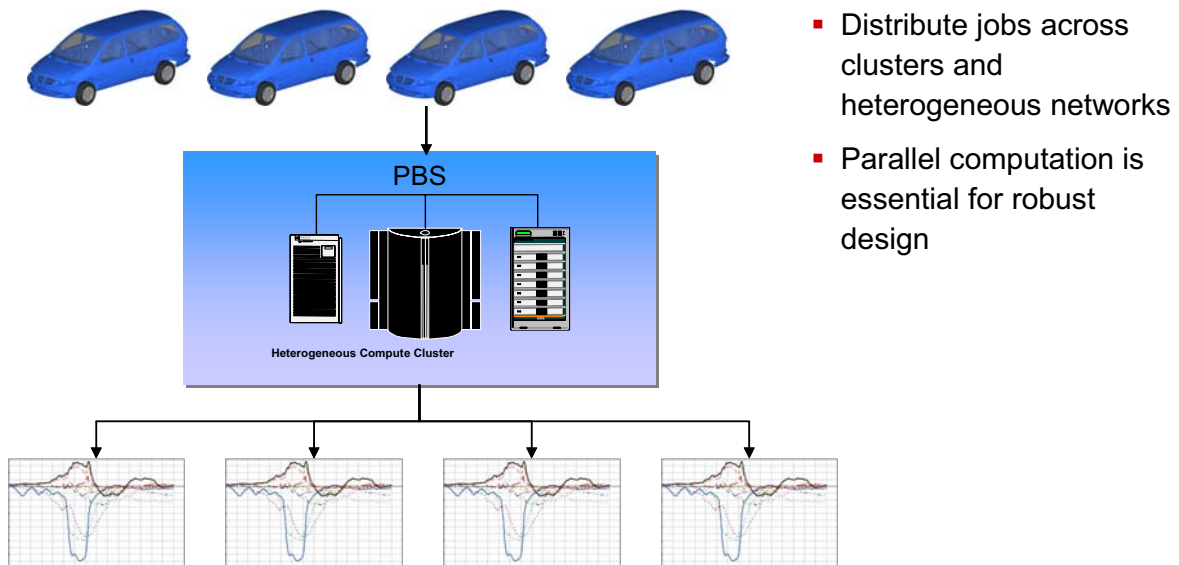 ▪ Distribute jobs across
clusters and
heterogeneous networks
▪ Parallel computation is
essential for robust
design
PBS
Heterogeneous Compute Cluster